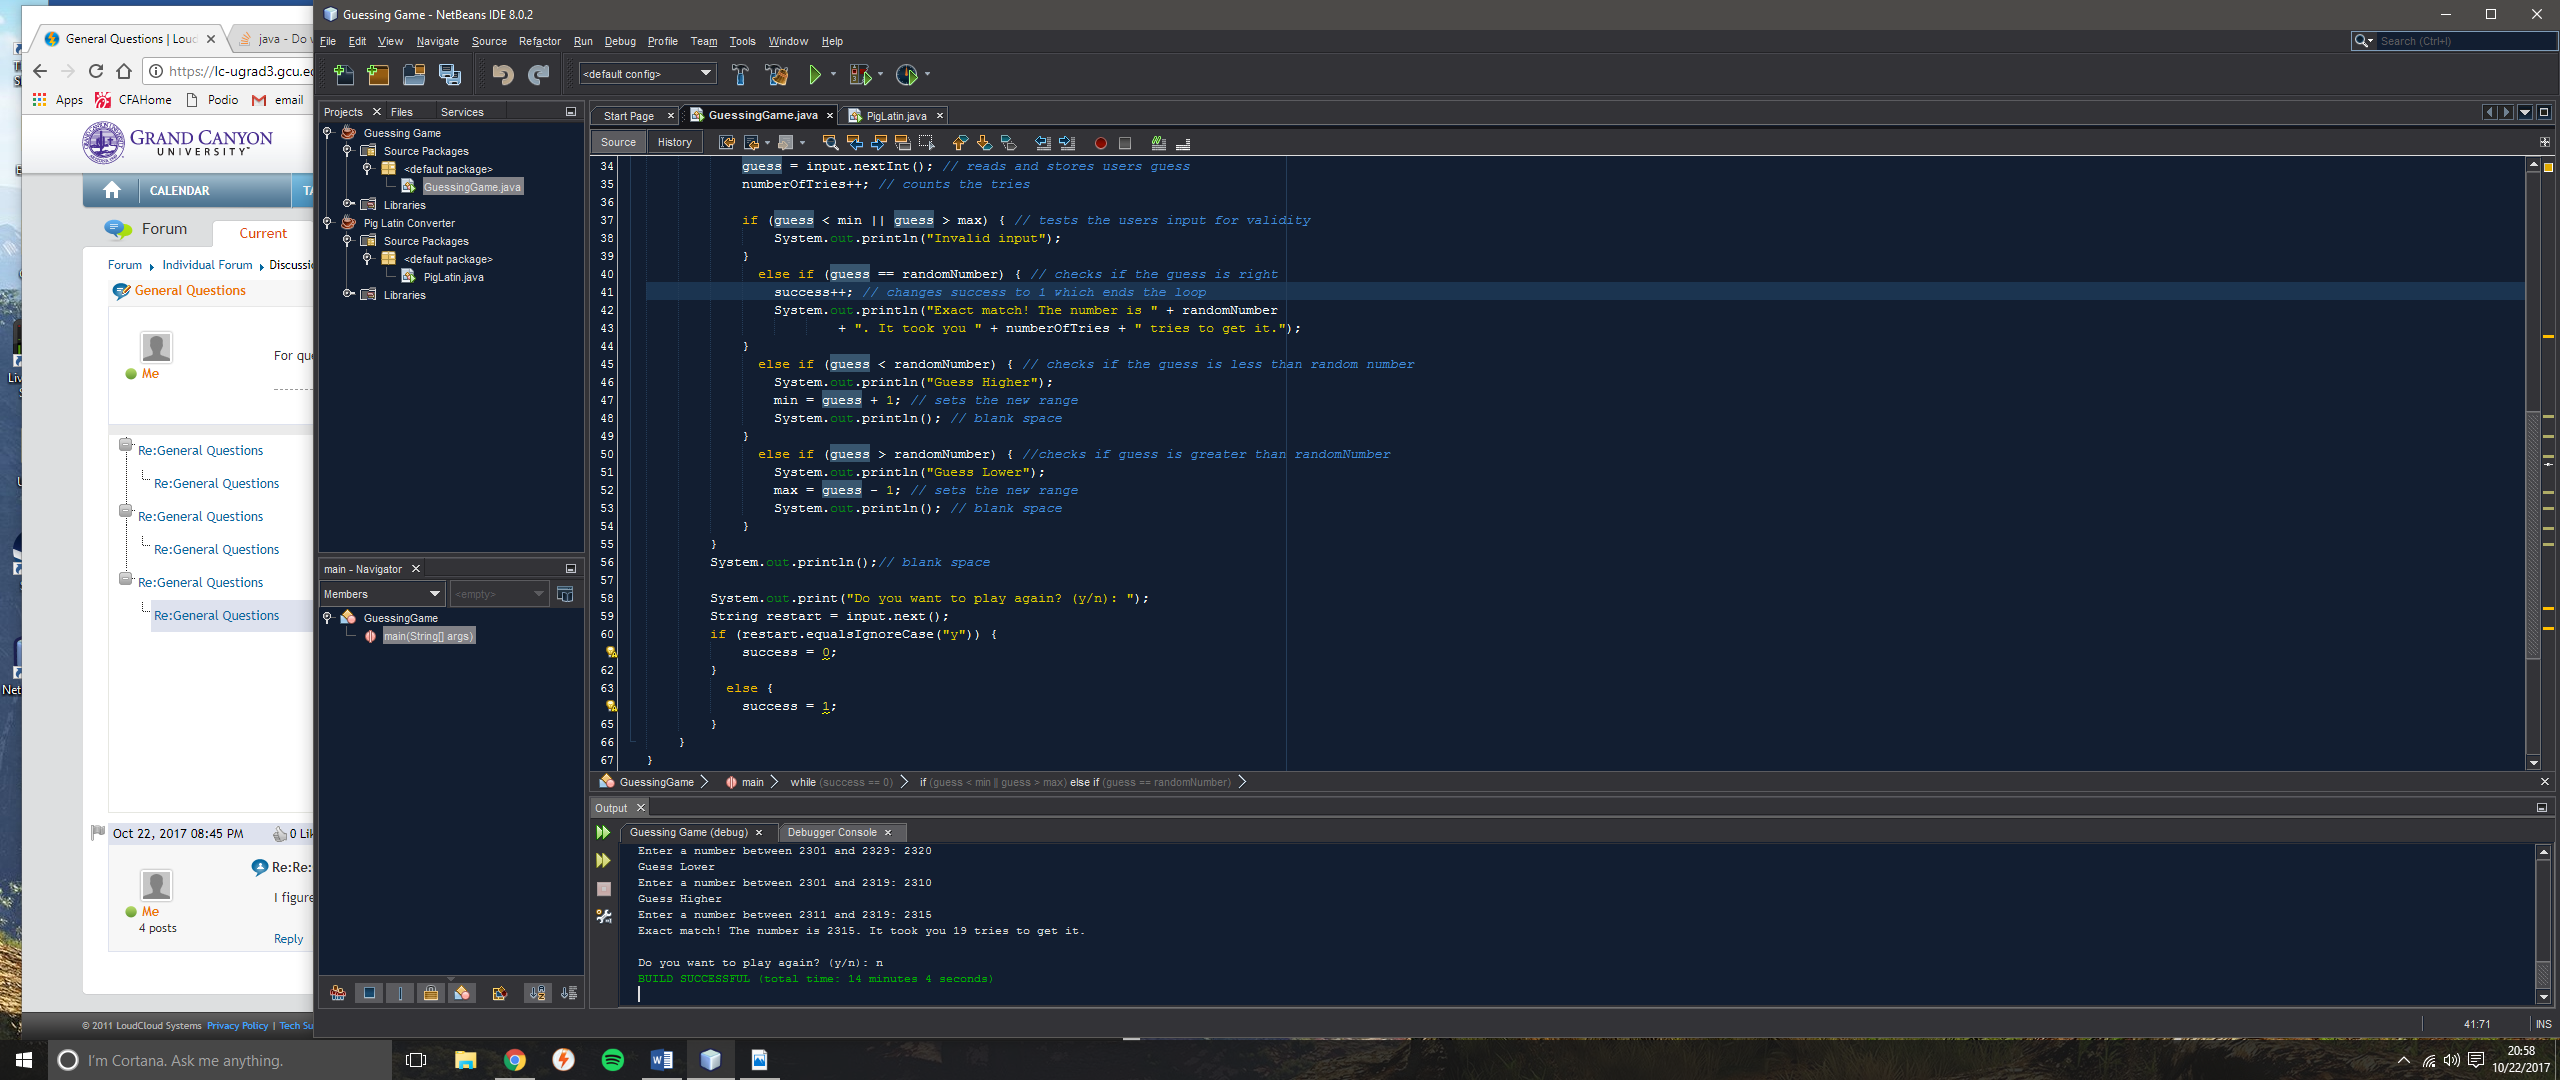 Guessing Game - NetBeans IDE 8.0.2
File Edit View Navigate Source Refactor Run Debug Profile Team Tools Window Help
Search (Ctrl+I)
<default config>
General Questions | Loud
java - Do
https://lc-ugrad3.gcu.e
Apps CFAHome Podio email
GRAND CANYON
UNIVERSITY™
CALENDAR
Forum
Current
Forum Individual Forum Discussi
General Questions
For que
Me
Re:General Questions
Re:General Questions
Re:General Questions
Re:General Questions
Re:General Questions
Re:General Questions
Oct 22, 2017 08:45 PM 0 Lik
Re:Re:
I figure
Me
4 posts
Reply
© 2011 LoudCloud Systems Privacy Policy | Tech Su
Projects Files Services
Guessing Game
Source Packages
<default package>
GuessingGame.java
Libraries
Pig Latin Converter
Source Packages
<default package>
PigLatin.java
Libraries
main - Navigator
Members <empty>
GuessingGame
main(String[] args)
Start Page GuessingGame.java PigLatin.java
Source History
34 guess = input.nextInt(); // reads and stores users guess
35 numberOfTries++; // counts the tries
36
37 if (guess < min || guess > max) { // tests the users input for validity
38 System.out.println("Invalid input");
39 }
40 else if (guess == randomNumber) { // checks if the guess is right
41 success++; // changes success to 1 which ends the loop
42 System.out.println("Exact match! The number is " + randomNumber
43 + ". It took you " + numberOfTries + " tries to get it.");
44 }
45 else if (guess < randomNumber) { // checks if the guess is less than random number
46 System.out.println("Guess Higher");
47 min = guess + 1; // sets the new range
48 System.out.println(); // blank space
49 }
50 else if (guess > randomNumber) { //checks if guess is greater than randomNumber
51 System.out.println("Guess Lower");
52 max = guess - 1; // sets the new range
53 System.out.println(); // blank space
54 }
55 }
56 System.out.println();// blank space
57
58 System.out.print("Do you want to play again? (y/n): ");
59 String restart = input.next();
60 if (restart.equalsIgnoreCase("y")) {
success = 0;
62 }
63 else {
success = 1;
65 }
66 }
67 }
GuessingGame main while (success == 0) if (guess < min || guess > max) else if (guess == randomNumber)
Output
Guessing Game (debug) Debugger Console
Enter a number between 2301 and 2329: 2320
Guess Lower
Enter a number between 2301 and 2319: 2310
Guess Higher
Enter a number between 2311 and 2319: 2315
Exact match! The number is 2315. It took you 19 tries to get it.
Do you want to play again? (y/n): n
BUILD SUCCESSFUL (total time: 14 minutes 4 seconds)
41:71 INS
I'm Cortana. Ask me anything.
20:58
10/22/2017